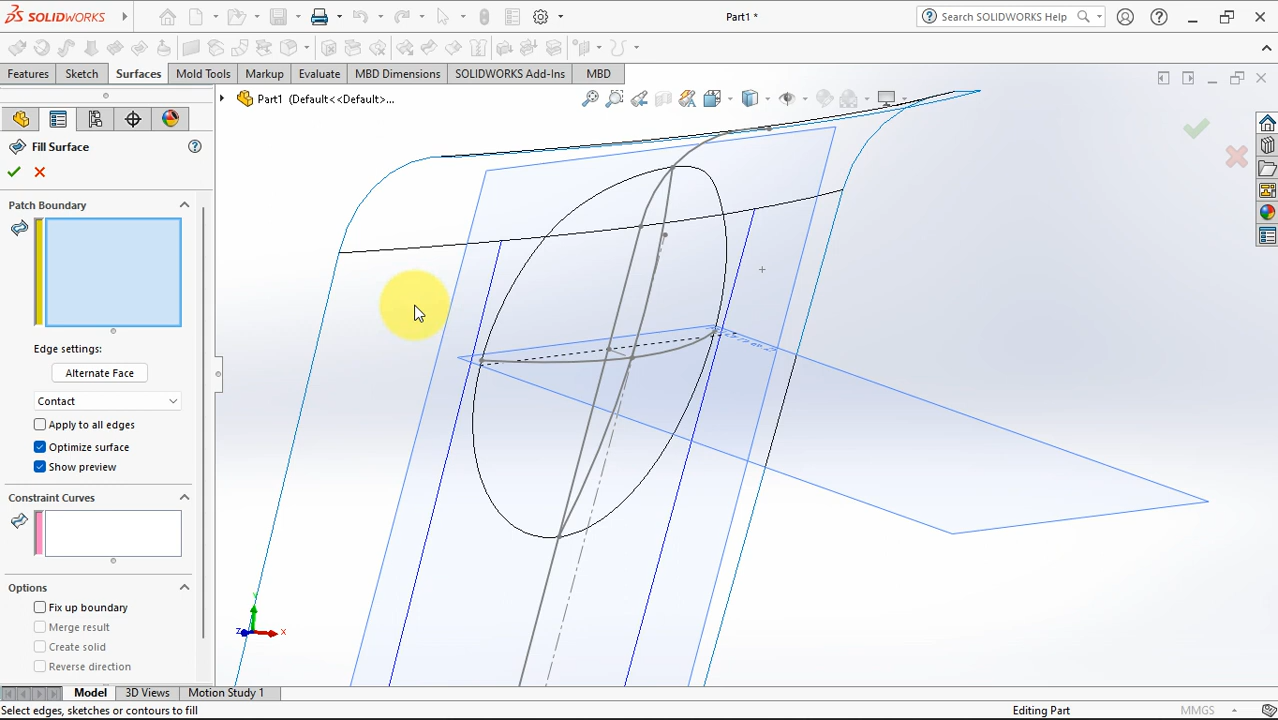 SOLIDWORKS
Part1 *
Search SOLIDWORKS Help
Features
Sketch
Surfaces
Mold Tools
Markup
Evaluate
MBD Dimensions
SOLIDWORKS Add-Ins
MBD
Part1 (Default<<Default>...
Fill Surface
Patch Boundary
Edge settings:
Alternate Face
Contact
Apply to all edges
Optimize surface
Show preview
Constraint Curves
Options
Fix up boundary
Merge result
Create solid
Reverse direction
Y
Z
X
Model
3D Views
Motion Study 1
Select edges, sketches or contours to fill
Editing Part
MMGS